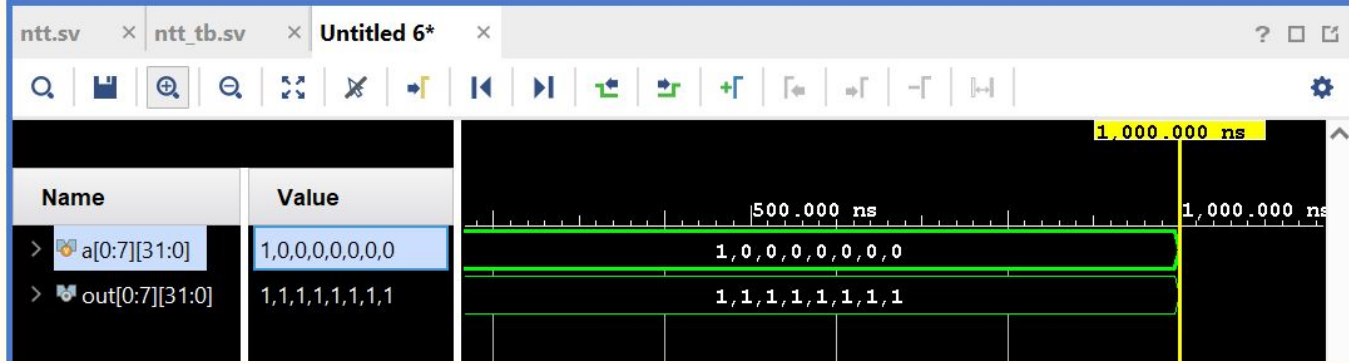 ntt.sv × ntt_tb.sv × Untitled 6* × ?
1,000.000 ns
Name Value 500.000 ns 1,000.000 ns
> a[0:7][31:0] 1,0,0,0,0,0,0,0 1,0,0,0,0,0,0,0
> out[0:7][31:0] 1,1,1,1,1,1,1,1 1,1,1,1,1,1,1,1